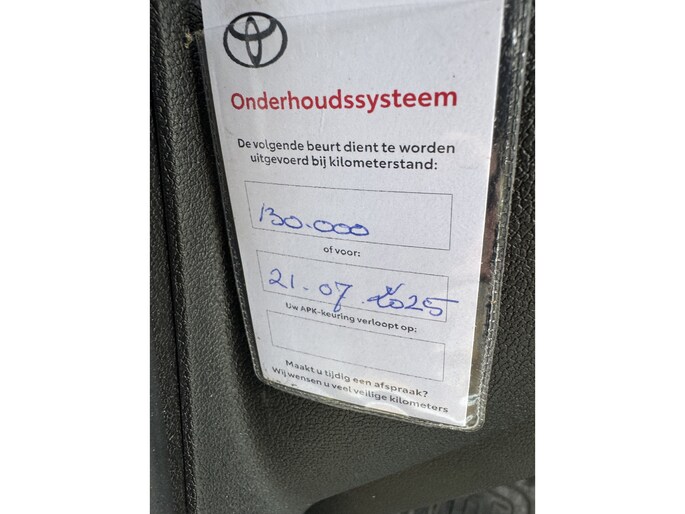 Onderhoudssysteem
De volgende beurt dient te worden
uitgevoerd bij kilometerstand:
130.000
of voor:
21.07.2025
Uw APK-keuring verloopt op:
Maakt u tijdig een afspraak?
Wij wensen u veel veilige kilometers